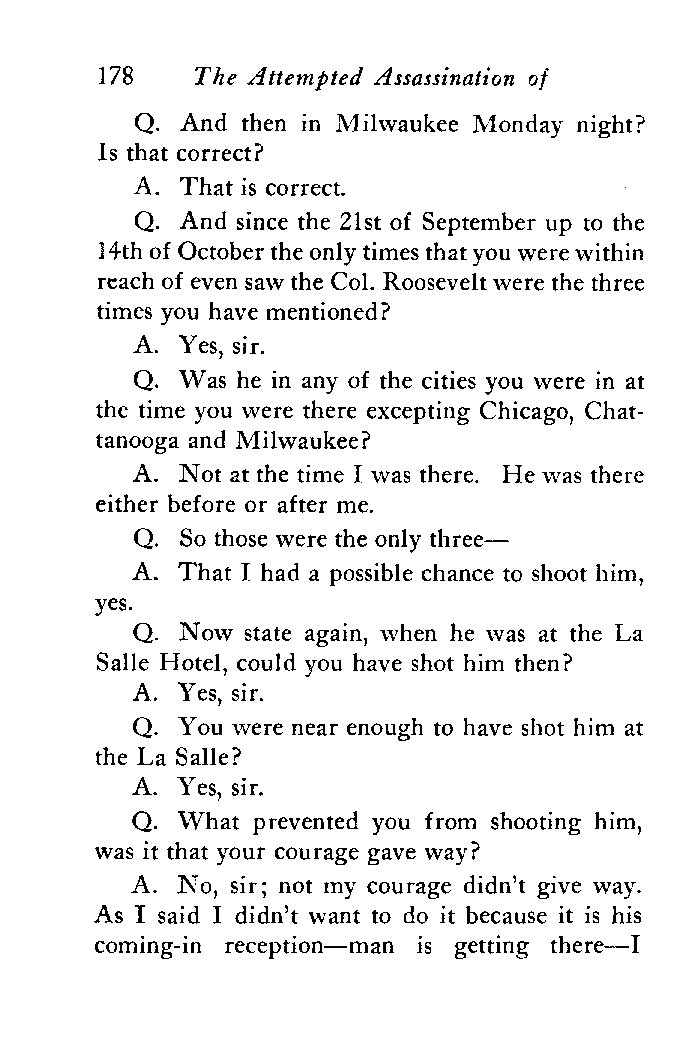 178 The Attempted Assassination of
Q. And then in Milwaukee Monday night?
Is that correct?
A. That is correct.
Q. And since the 21st of September up to the
14th of October the only times that you were within
reach of even saw the Col. Roosevelt were the three
times you have mentioned?
A. Yes, sir.
Q. Was he in any of the cities you were in at
the time you were there excepting Chicago, Chat-
tanooga and Milwaukee?
A. Not at the time I was there. He was there
either before or after me.
Q. So those were the only three—
A. That I had a possible chance to shoot him,
yes.
Q. Now state again, when he was at the La
Salle Hotel, could you have shot him then?
A. Yes, sir.
Q. You were near enough to have shot him at
the La Salle?
A. Yes, sir.
Q. What prevented you from shooting him,
was it that your courage gave way?
A. No, sir; not my courage didn't give way.
As I said I didn't want to do it because it is his
coming-in reception—man is getting there—I